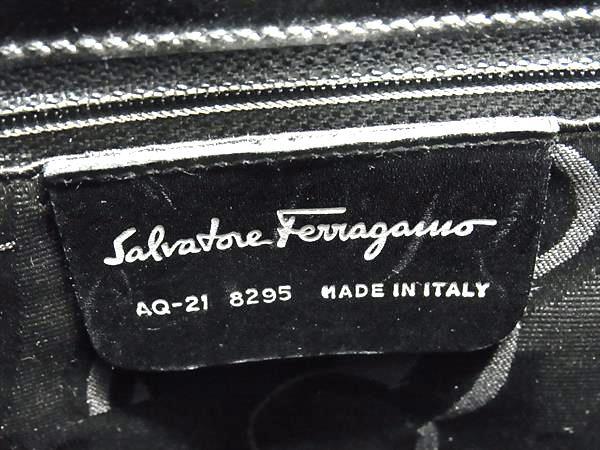 Salvatore Ferragamo
AQ-21 8295 MADE IN ITALY